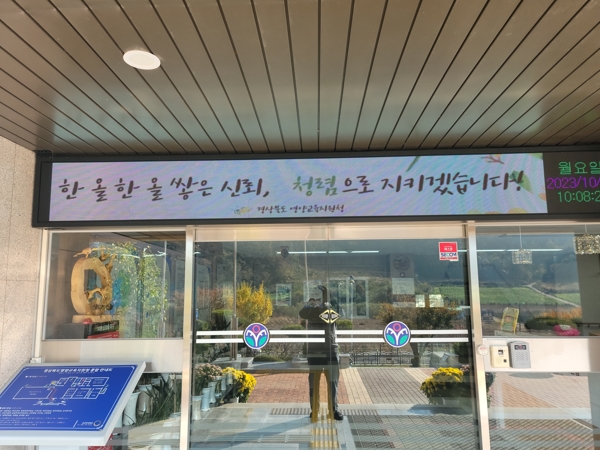 한 올 한 올 쌓은 신뢰, 청렴으로 지키겠습니다!
경상북도 영양교육지원청
월요일
2023/10/
10:08:2
SECOM